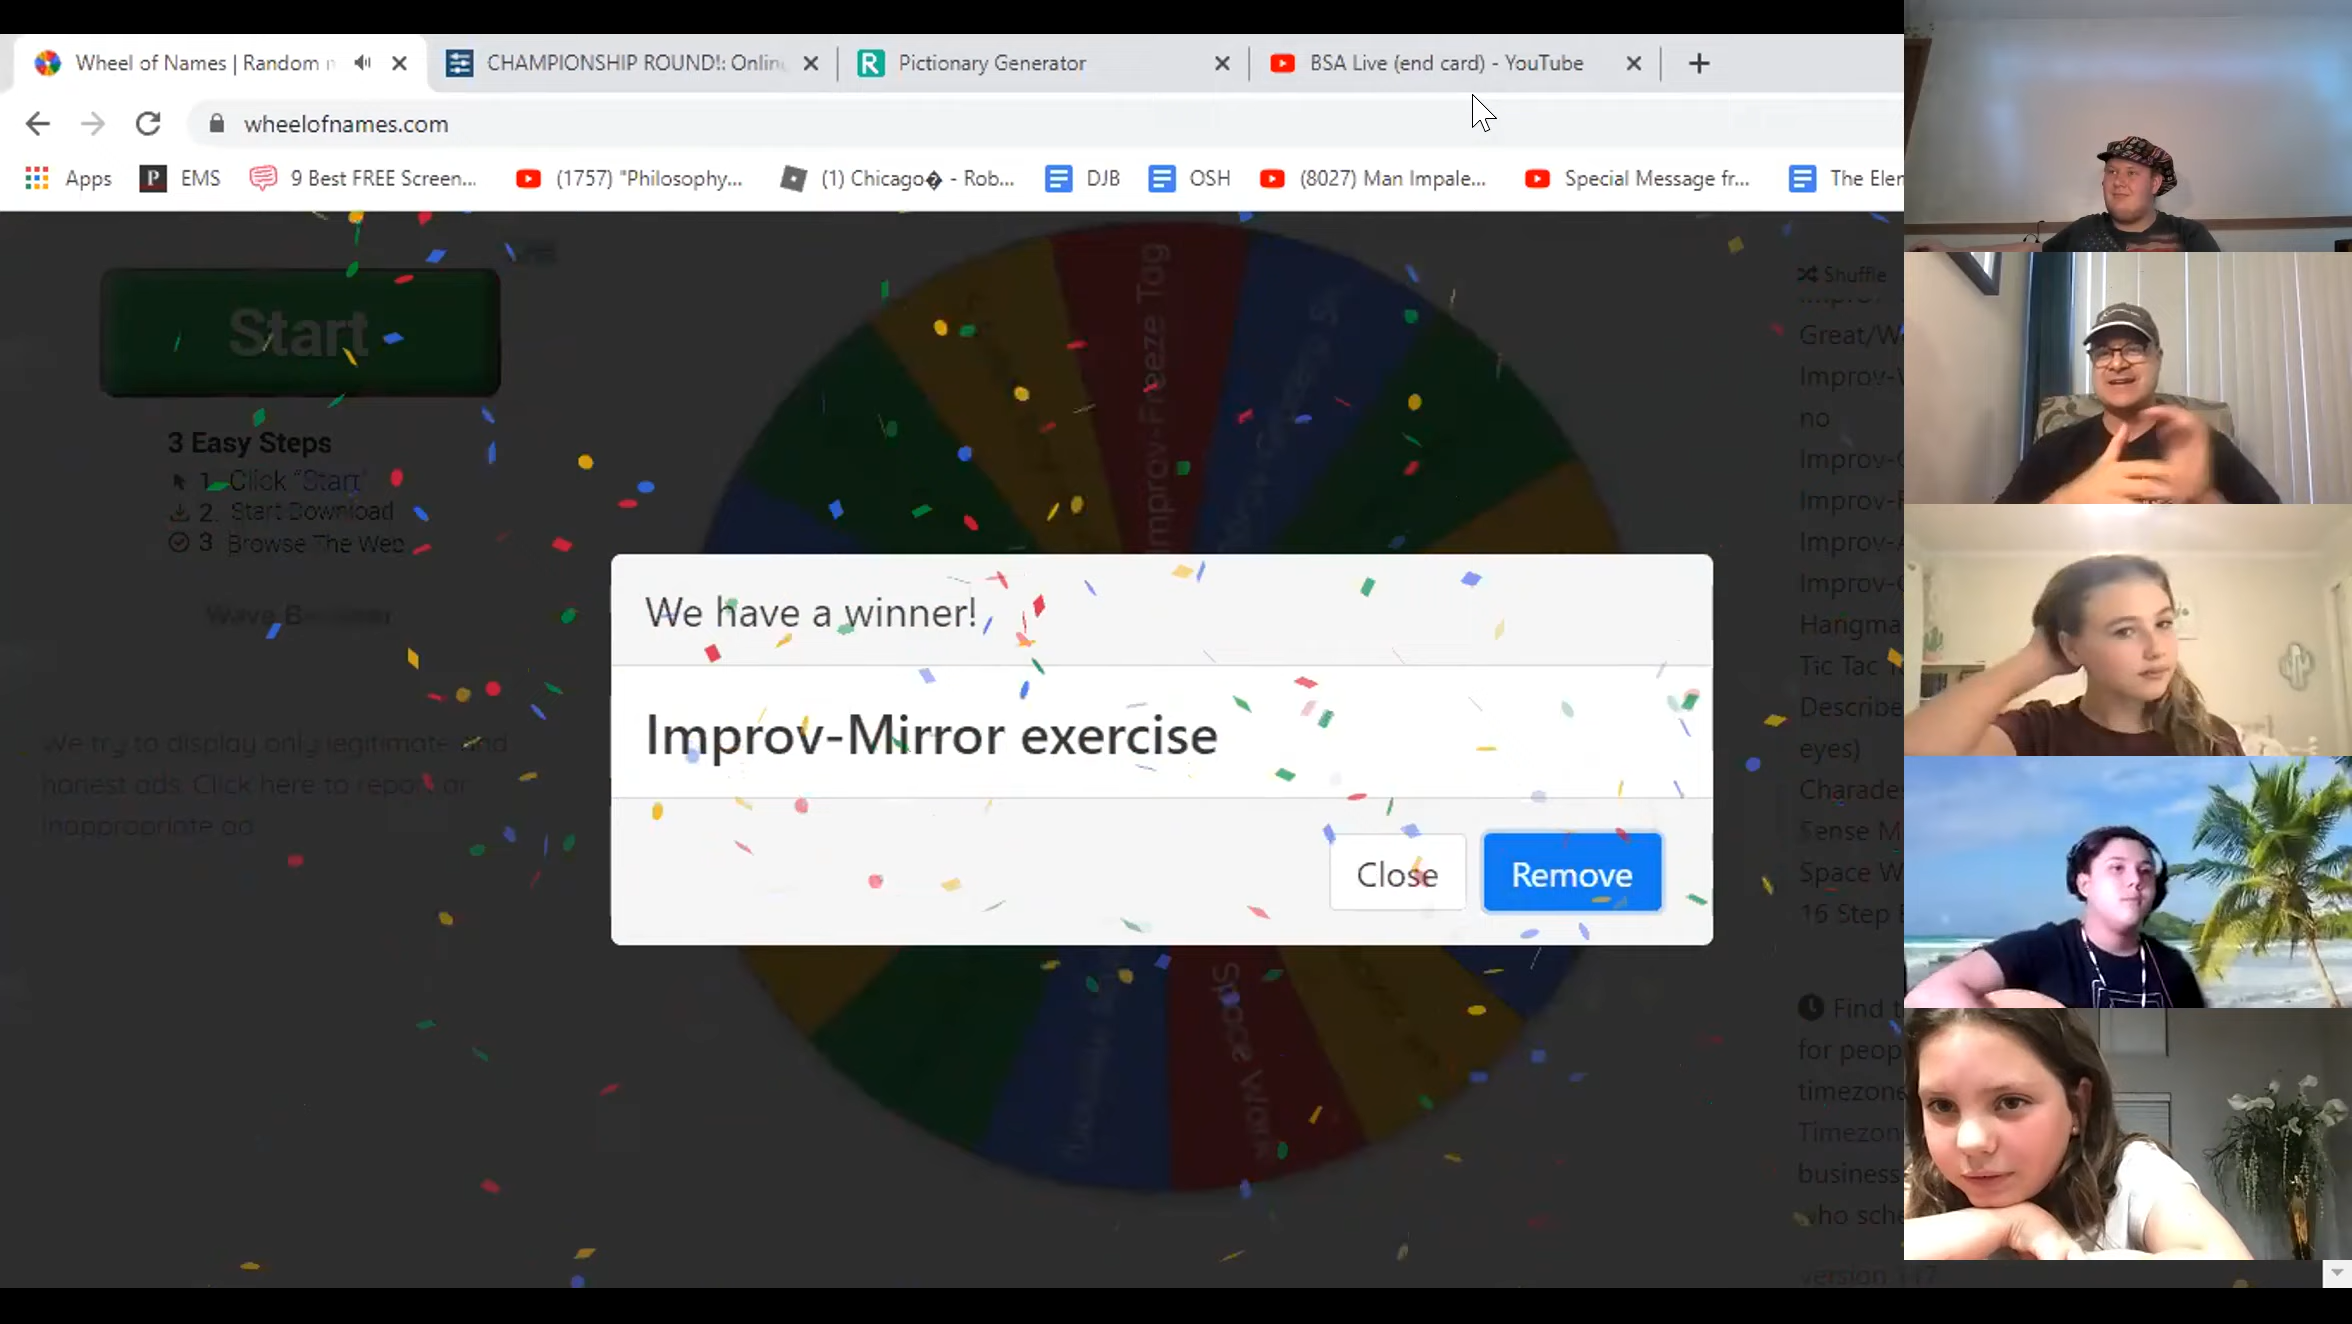 Wheel of Names | Random
CHAMPIONSHIP ROUND!: Onlin
Pictionary Generator
BSA Live (end card) - YouTube
wheelofnames.com
Apps
EMS
9 Best FREE Screen...
(1757) "Philosophy...
(1) Chicago� - Rob...
DJB
OSH
(8027) Man Impale...
Special Message fr...
The Elen
Start
3 Easy Steps
1. Click "Start"
2. Start Download
3 Browse The Web
We try to display only legitimate and
honest ads. Click here to report an
inappropriate ad
Improv-Freeze Tag
Space Work
We have a winner!
Improv-Mirror exercise
Close
Remove
Shuffle
Great/W
Improv-
no
Improv-
Improv-
Improv-
Improv-
Hangma
Tic Tac
Describe
eyes)
Charades
Sense M
Space W
16 Step
Find t
for peop
timezone
Timezon
business
who sche
version 117